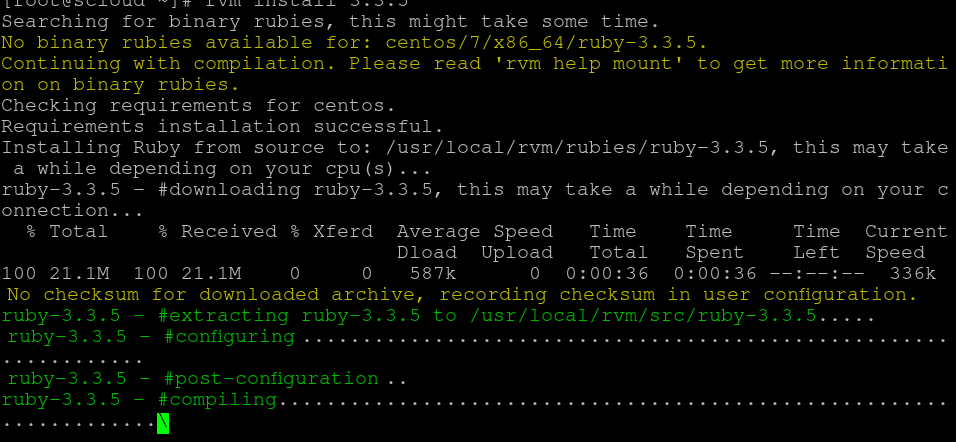 [root@scloud ~]# rvm install 3.3.5
Searching for binary rubies, this might take some time.
No binary rubies available for: centos/7/x86_64/ruby-3.3.5.
Continuing with compilation. Please read 'rvm help mount' to get more informati
on on binary rubies.
Checking requirements for centos.
Requirements installation successful.
Installing Ruby from source to: /usr/local/rvm/rubies/ruby-3.3.5, this may take
 a while depending on your cpu(s)...
ruby-3.3.5 - #downloading ruby-3.3.5, this may take a while depending on your c
onnection...
  % Total    % Received % Xferd  Average Speed   Time    Time     Time  Current
                                 Dload  Upload   Total   Spent    Left  Speed
100 21.1M  100 21.1M    0     0   587k      0  0:00:36  0:00:36 --:--:--  336k
No checksum for downloaded archive, recording checksum in user configuration.
ruby-3.3.5 - #extracting ruby-3.3.5 to /usr/local/rvm/src/ruby-3.3.5.....
ruby-3.3.5 - #configuring.......................................................
............
ruby-3.3.5 - #post-configuration..
ruby-3.3.5 - #compiling.........................................................
.............\